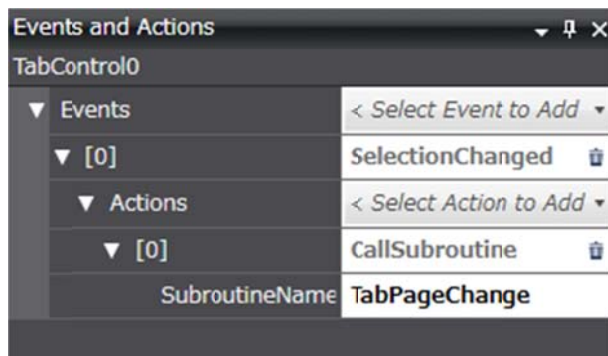 Events and Actions
TabControl0
Events < Select Event to Add
[0] SelectionChanged
Actions < Select Action to Add
[0] CallSubroutine
SubroutineName TabPageChange